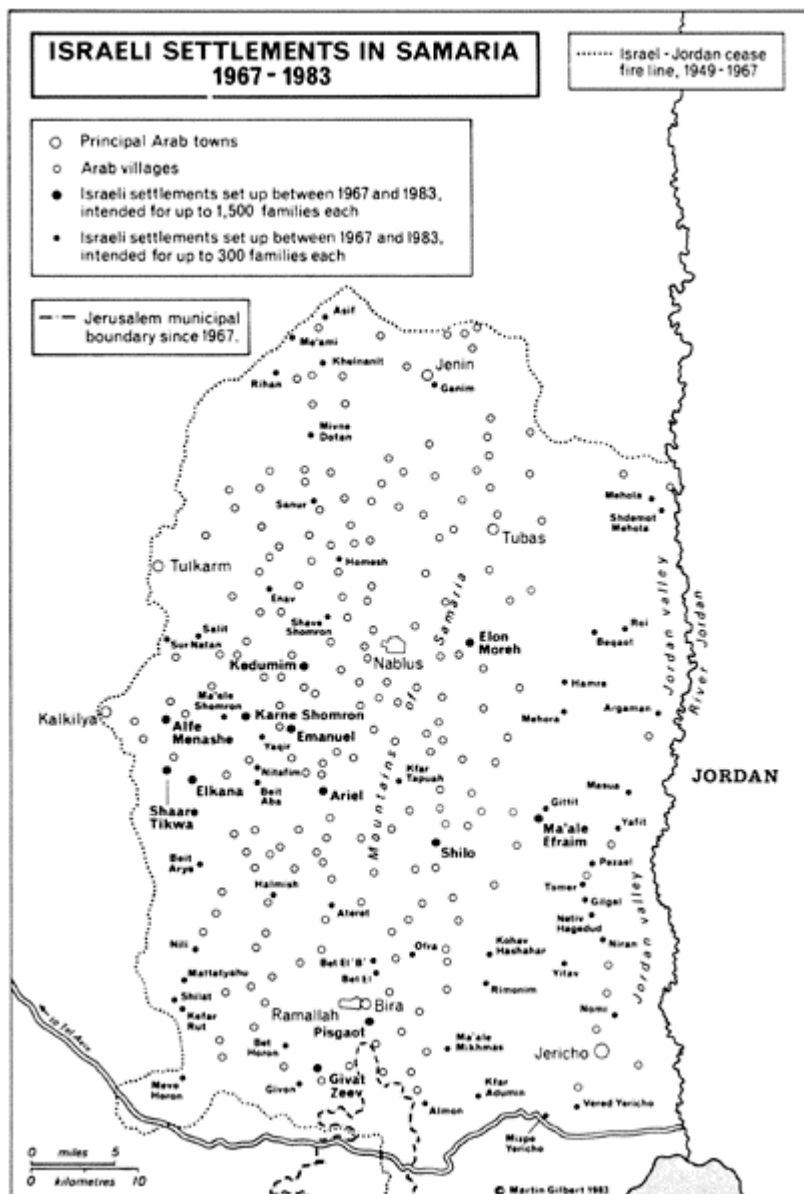 ISRAELI SETTLEMENTS IN SAMARIA
1967-1983
Israel-Jordan cease
fire line, 1949-1967
Principal Arab towns
Arab villages
Israeli settlements set up between 1967 and 1983,
intended for up to 1,500 families each
Israeli settlements set up between 1967 and 1983,
intended for up to 300 families each
Jerusalem municipal
boundary since 1967.
Asif
Me'ami
Kheinanit
Rihan
Jenin
Ganim
Mivne
Dotan
Sanur
Mehola
Shdemot
Mehola
Tubas
Tulkarm
Homesh
Enav
Shave
Shomron
Salit
Sur Natan
Nablus
Elon
Moreh
Roi
Beqaot
Kedumim
Hamra
Ma'ale
Shomron
Kalkilya
Alfe
Menashe
Karne Shomron
Emanuel
Mehora
Argaman
Yaqir
Nitafim
Beit
Aba
Kfar
Tapuah
Elkana
Ariel
Shaare
Tikwa
Masua
Gittit
Ma'ale
Efraim
Yafit
Shilo
Mountains of Samaria
Jordan valley
River Jordan
JORDAN
Beit
Arye
Pezael
Halmish
Tomer
Ateret
Gilgal
Netiv
Hagedud
Niran
Nili
Ofra
Kohav
Hashahar
Bet El 'B'
Bet El
Yitav
Jordan valley
Mattatyahu
Rimonim
Shilat
Kefar
Rut
Ramallah
Bira
Nomi
Pisgaot
Bet
Horon
Ma'ale
Mikhmas
Jericho
Mevo
Horon
Givon
Givat
Zeev
Kfar
Adumin
Almon
Vered Yericho
Mizpe
Yericho
to Tel Aviv
0 miles 5
0 kilometres 10
© Martin Gilbert 1983